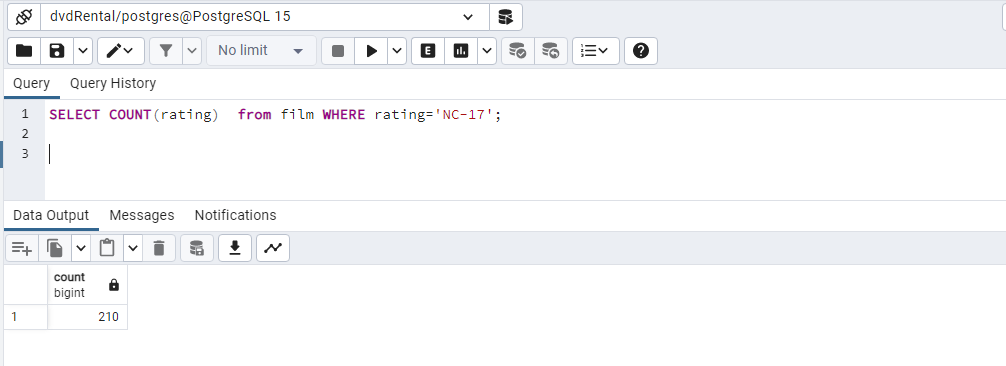 dvdRental/postgres@PostgreSQL 15
No limit
E
Query Query History
1 SELECT COUNT(rating)  from film WHERE rating='NC-17';
2
3
Data Output Messages Notifications
count
bigint
1 210